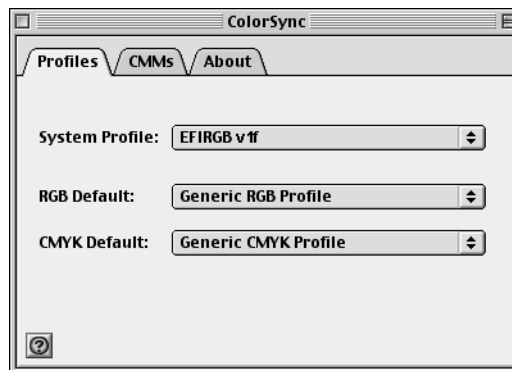 ColorSync
Profiles CMMs About
System Profile: EFIRGB v1f
RGB Default: Generic RGB Profile
CMYK Default: Generic CMYK Profile
?